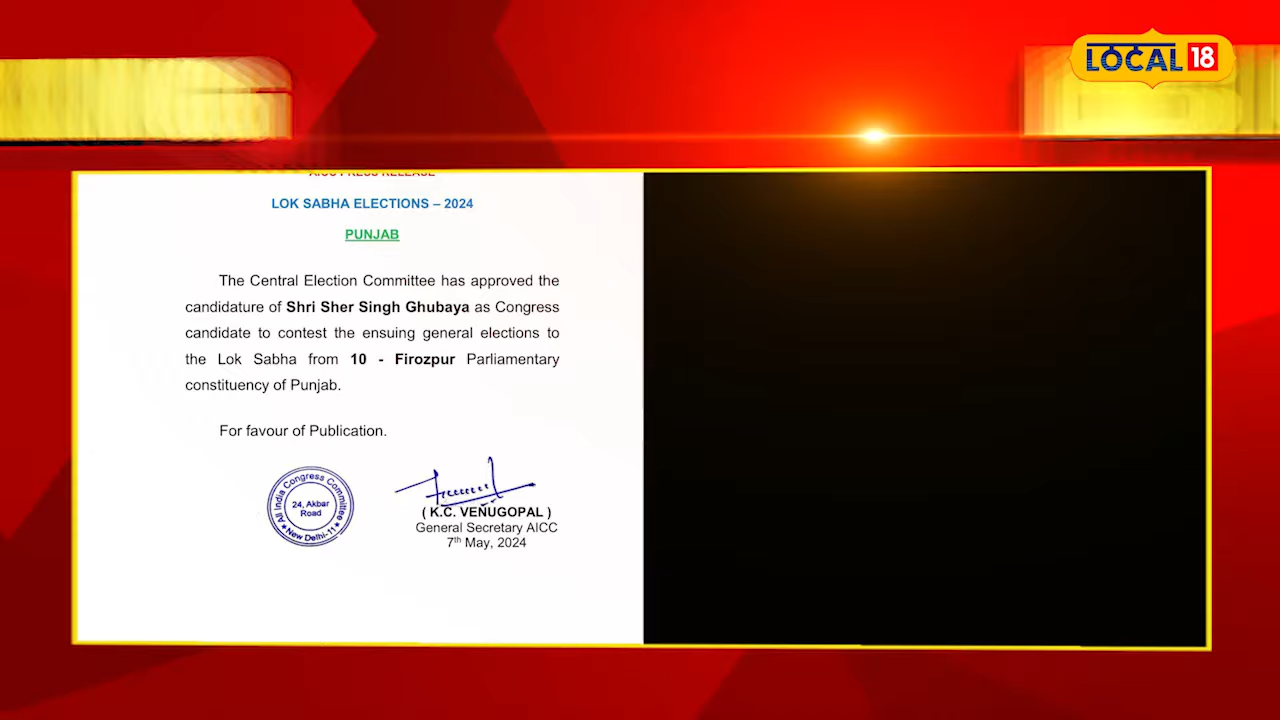 LOCAL 18
AICC PRESS RELEASE
LOK SABHA ELECTIONS – 2024
PUNJAB
The Central Election Committee has approved the
candidature of Shri Sher Singh Ghubaya as Congress
candidate to contest the ensuing general elections to
the Lok Sabha from 10 - Firozpur Parliamentary
constituency of Punjab.
For favour of Publication.
All India Congress Committee
24, Akbar
Road
New Delhi-11
( K.C. VENUGOPAL )
General Secretary AICC
7th May, 2024